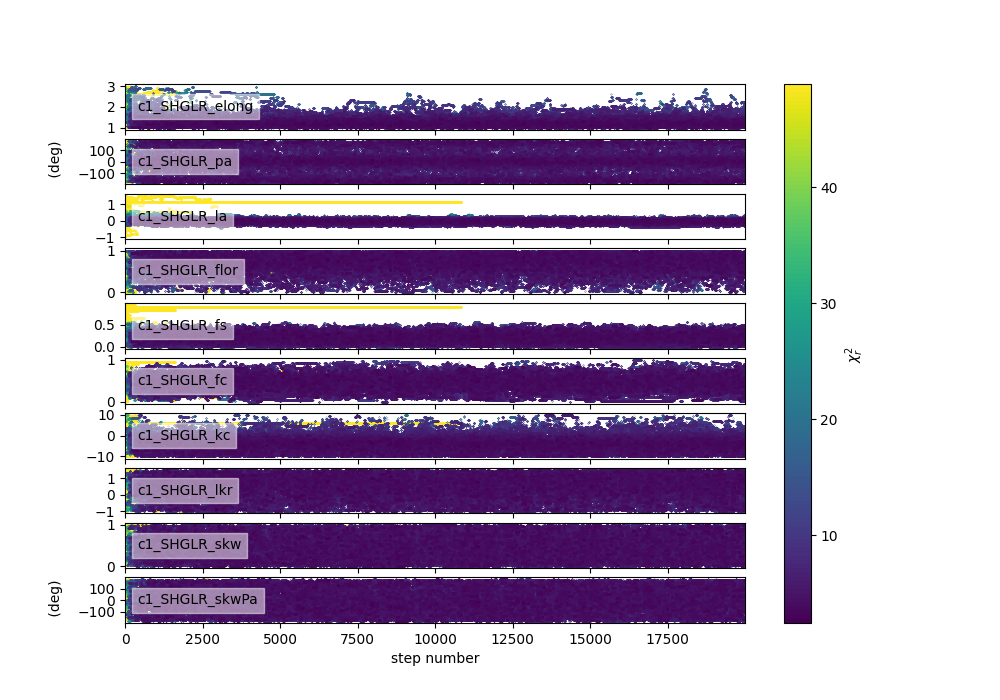 3
2
1
c1_SHGLR_elong
(deg)
100
0
−100
c1_SHGLR_pa
1
0
−1
c1_SHGLR_la
1
0
c1_SHGLR_flor
0.5
0.0
c1_SHGLR_fs
1
0
c1_SHGLR_fc
10
0
−10
c1_SHGLR_kc
1
0
−1
c1_SHGLR_lkr
1
0
c1_SHGLR_skw
(deg)
100
0
−100
c1_SHGLR_skwPa
0 2500 5000 7500 10000 12500 15000 17500
step number
40
30
20
10
χ²ᵣ